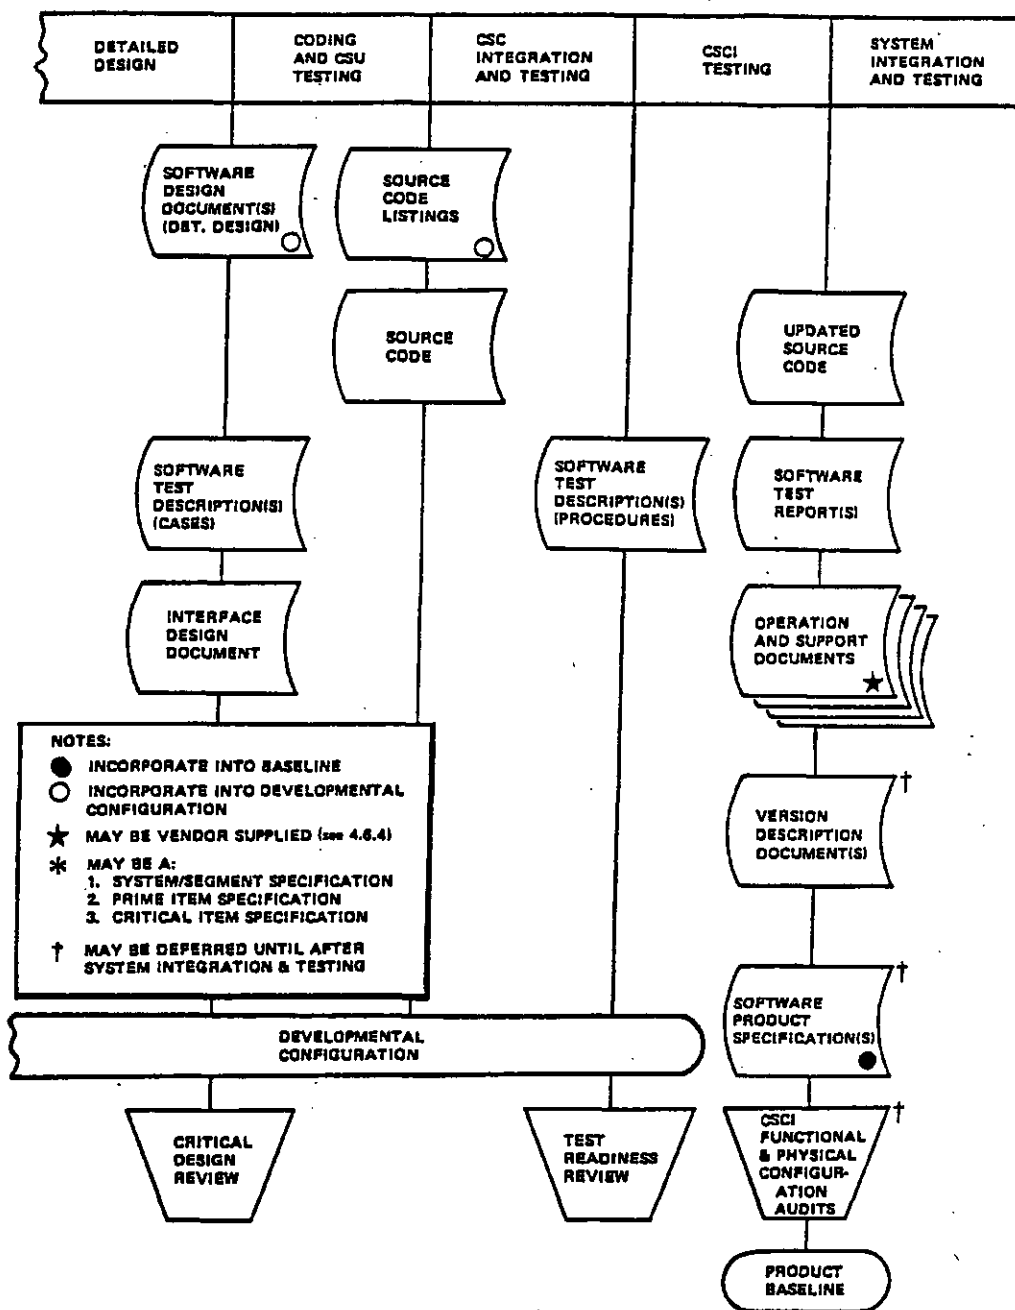 DETAILED
DESIGN
CODING
AND CSU
TESTING
CSC
INTEGRATION
AND TESTING
CSCI
TESTING
SYSTEM
INTEGRATION
AND TESTING
SOFTWARE
DESIGN
DOCUMENT(S)
(DET. DESIGN)
SOURCE
CODE
LISTINGS
SOURCE
CODE
UPDATED
SOURCE
CODE
SOFTWARE
TEST
DESCRIPTION(S)
(CASES)
SOFTWARE
TEST
DESCRIPTION(S)
(PROCEDURES)
SOFTWARE
TEST
REPORT(S)
INTERFACE
DESIGN
DOCUMENT
OPERATION
AND SUPPORT
DOCUMENTS
★
NOTES:
● INCORPORATE INTO BASELINE
○ INCORPORATE INTO DEVELOPMENTAL
CONFIGURATION
★ MAY BE VENDOR SUPPLIED (see 4.6.4)
* MAY BE A:
1. SYSTEM/SEGMENT SPECIFICATION
2. PRIME ITEM SPECIFICATION
3. CRITICAL ITEM SPECIFICATION
† MAY BE DEFERRED UNTIL AFTER
SYSTEM INTEGRATION & TESTING
†
VERSION
DESCRIPTION
DOCUMENT(S)
†
SOFTWARE
PRODUCT
SPECIFICATION(S)
DEVELOPMENTAL
CONFIGURATION
CRITICAL
DESIGN
REVIEW
TEST
READINESS
REVIEW
†
CSCI
FUNCTIONAL
& PHYSICAL
CONFIGUR-
ATION
AUDITS
PRODUCT
BASELINE